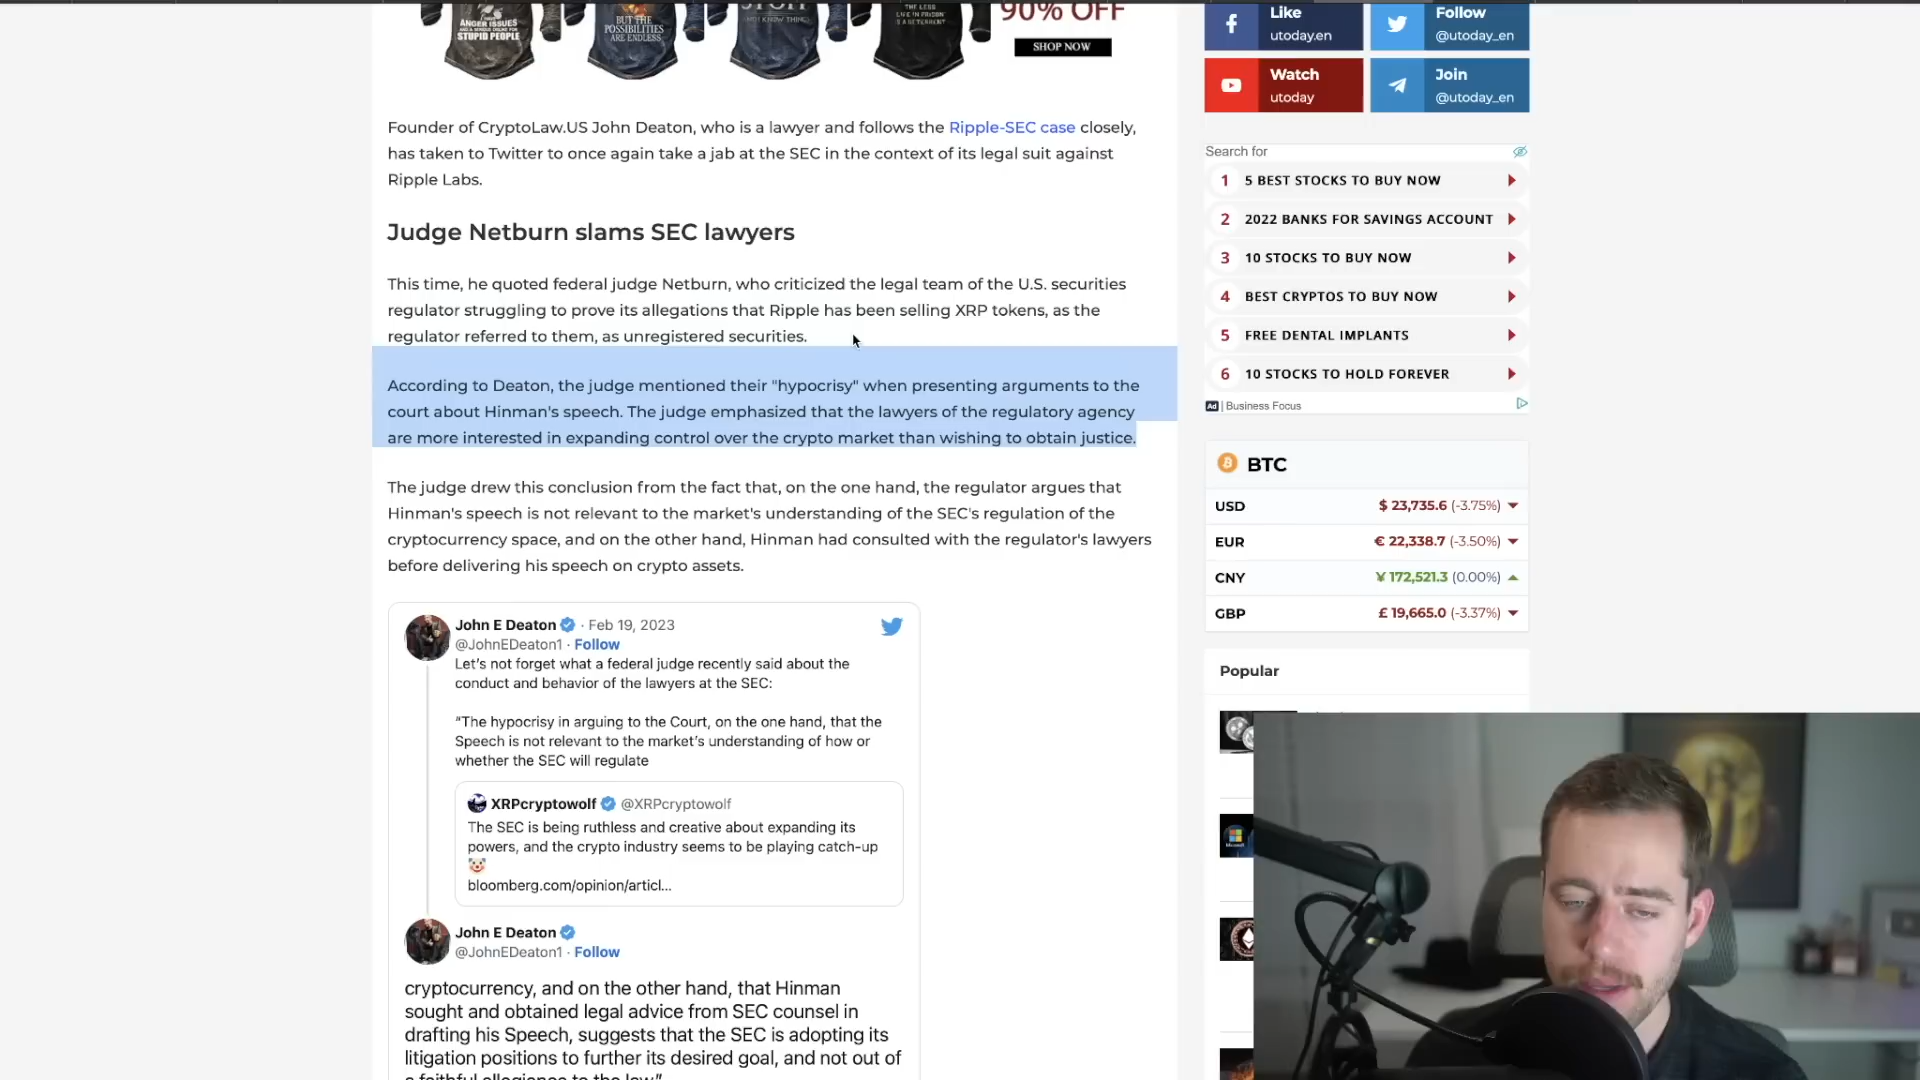 ANGER ISSUES
STUPID PEOPLE
BUT THE
POSSIBILITIES
ARE ENDLESS
90% OFF
SHOP NOW
Like
utoday.en
Follow
@utoday_en
Watch
utoday
Join
@utoday_en
Founder of CryptoLaw.US John Deaton, who is a lawyer and follows the Ripple-SEC case closely,
has taken to Twitter to once again take a jab at the SEC in the context of its legal suit against
Ripple Labs.
Judge Netburn slams SEC lawyers
This time, he quoted federal judge Netburn, who criticized the legal team of the U.S. securities
regulator struggling to prove its allegations that Ripple has been selling XRP tokens, as the
regulator referred to them, as unregistered securities.
According to Deaton, the judge mentioned their "hypocrisy" when presenting arguments to the
court about Hinman's speech. The judge emphasized that the lawyers of the regulatory agency
are more interested in expanding control over the crypto market than wishing to obtain justice.
The judge drew this conclusion from the fact that, on the one hand, the regulator argues that
Hinman's speech is not relevant to the market's understanding of the SEC's regulation of the
cryptocurrency space, and on the other hand, Hinman had consulted with the regulator's lawyers
before delivering his speech on crypto assets.
John E Deaton · Feb 19, 2023
@JohnEDeaton1 · Follow
Let's not forget what a federal judge recently said about the
conduct and behavior of the lawyers at the SEC:
"The hypocrisy in arguing to the Court, on the one hand, that the
Speech is not relevant to the market's understanding of how or
whether the SEC will regulate
XRPcryptowolf @XRPcryptowolf
The SEC is being ruthless and creative about expanding its
powers, and the crypto industry seems to be playing catch-up
🤡
bloomberg.com/opinion/articl...
John E Deaton
@JohnEDeaton1 · Follow
cryptocurrency, and on the other hand, that Hinman
sought and obtained legal advice from SEC counsel in
drafting his Speech, suggests that the SEC is adopting its
litigation positions to further its desired goal, and not out of
a faithful allegiance to the law."
Search for
1 5 BEST STOCKS TO BUY NOW
2 2022 BANKS FOR SAVINGS ACCOUNT
3 10 STOCKS TO BUY NOW
4 BEST CRYPTOS TO BUY NOW
5 FREE DENTAL IMPLANTS
6 10 STOCKS TO HOLD FOREVER
Ad | Business Focus
BTC
USD $ 23,735.6 (-3.75%)
EUR € 22,338.7 (-3.50%)
CNY ¥ 172,521.3 (0.00%)
GBP £ 19,665.0 (-3.37%)
Popular